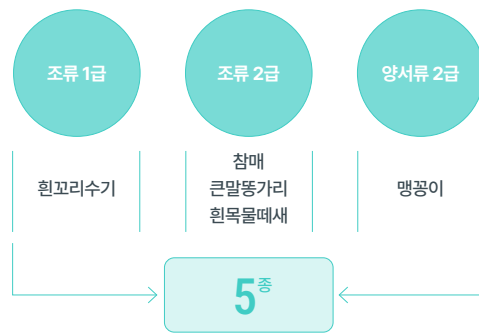 조류 1급
조류 2급
양서류 2급
흰꼬리수기
참매
큰말똥가리
흰목물떼새
맹꽁이
5종